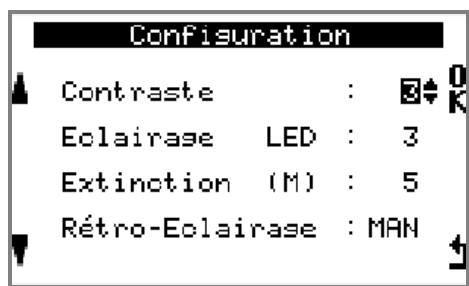 Configuration
Contraste : 3 OK
Eclairage LED : 3
Extinction (M) : 5
Rétro-Eclairage : MAN